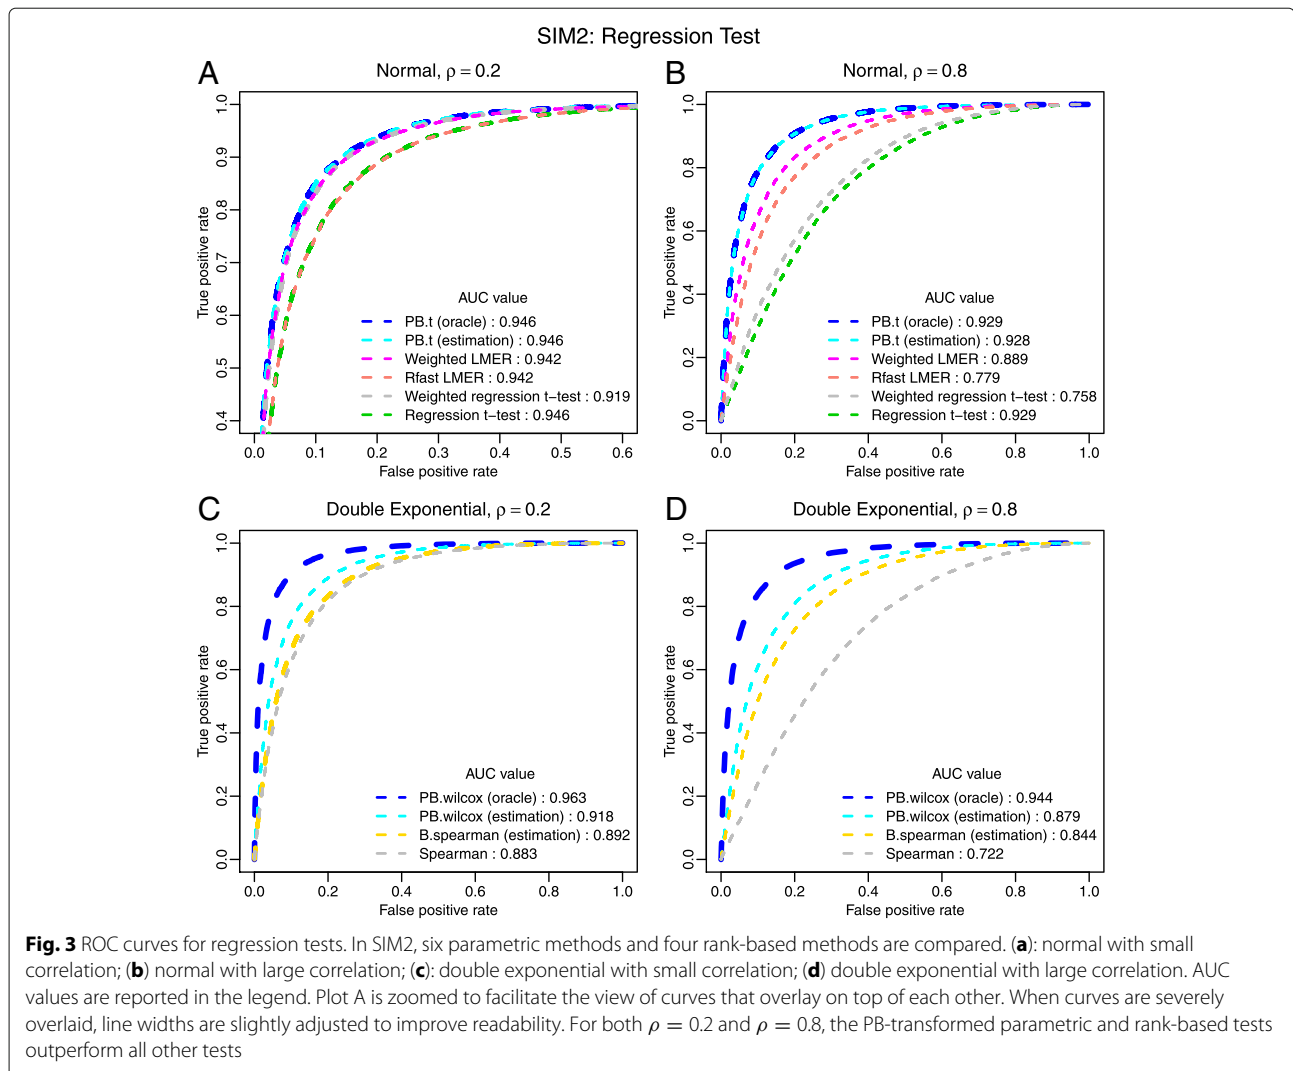 SIM2: Regression Test
A
Normal, ρ = 0.2
True positive rate
0.4 0.5 0.6 0.7 0.8 0.9 1.0
AUC value
PB.t (oracle) : 0.946
PB.t (estimation) : 0.946
Weighted LMER : 0.942
Rfast LMER : 0.942
Weighted regression t−test : 0.919
Regression t−test : 0.946
0.0 0.1 0.2 0.3 0.4 0.5 0.6
False positive rate
B
Normal, ρ = 0.8
True positive rate
0.0 0.2 0.4 0.6 0.8 1.0
AUC value
PB.t (oracle) : 0.929
PB.t (estimation) : 0.928
Weighted LMER : 0.889
Rfast LMER : 0.779
Weighted regression t−test : 0.758
Regression t−test : 0.929
0.0 0.2 0.4 0.6 0.8 1.0
False positive rate
C
Double Exponential, ρ = 0.2
True positive rate
0.0 0.2 0.4 0.6 0.8 1.0
AUC value
PB.wilcox (oracle) : 0.963
PB.wilcox (estimation) : 0.918
B.spearman (estimation) : 0.892
Spearman : 0.883
0.0 0.2 0.4 0.6 0.8 1.0
False positive rate
D
Double Exponential, ρ = 0.8
True positive rate
0.0 0.2 0.4 0.6 0.8 1.0
AUC value
PB.wilcox (oracle) : 0.944
PB.wilcox (estimation) : 0.879
B.spearman (estimation) : 0.844
Spearman : 0.722
0.0 0.2 0.4 0.6 0.8 1.0
False positive rate
Fig. 3 ROC curves for regression tests. In SIM2, six parametric methods and four rank-based methods are compared. (a): normal with small
correlation; (b) normal with large correlation; (c): double exponential with small correlation; (d) double exponential with large correlation. AUC
values are reported in the legend. Plot A is zoomed to facilitate the view of curves that overlay on top of each other. When curves are severely
overlaid, line widths are slightly adjusted to improve readability. For both ρ = 0.2 and ρ = 0.8, the PB-transformed parametric and rank-based tests
outperform all other tests